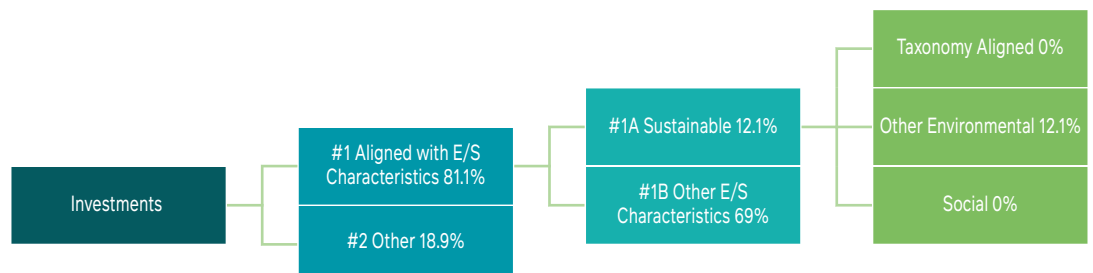 Investments
#1 Aligned with E/S
Characteristics 81.1%
#2 Other 18.9%
#1A Sustainable 12.1%
#1B Other E/S
Characteristics 69%
Taxonomy Aligned 0%
Other Environmental 12.1%
Social 0%